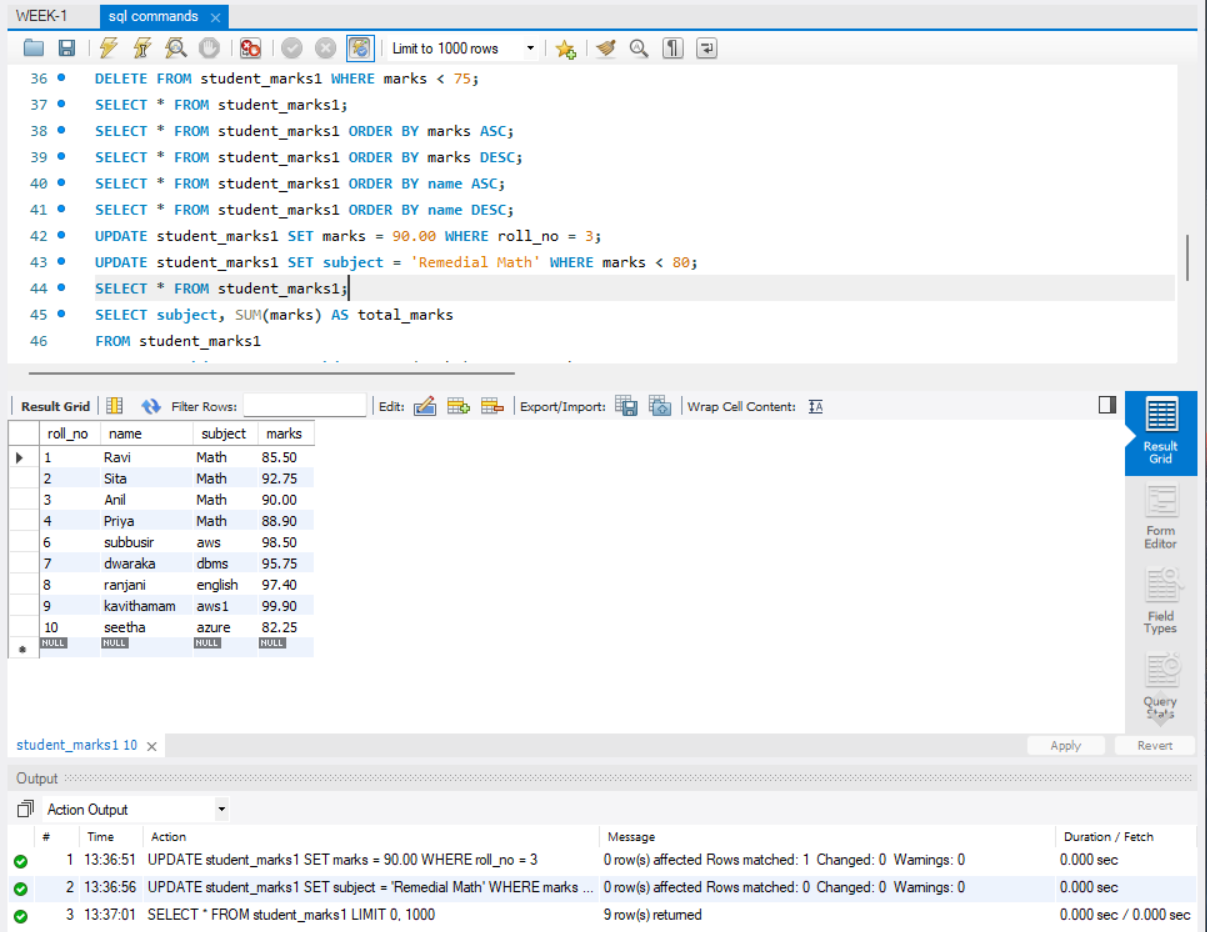 WEEK-1 sql commands
Limit to 1000 rows
36 DELETE FROM student_marks1 WHERE marks < 75;
37 SELECT * FROM student_marks1;
38 SELECT * FROM student_marks1 ORDER BY marks ASC;
39 SELECT * FROM student_marks1 ORDER BY marks DESC;
40 SELECT * FROM student_marks1 ORDER BY name ASC;
41 SELECT * FROM student_marks1 ORDER BY name DESC;
42 UPDATE student_marks1 SET marks = 90.00 WHERE roll_no = 3;
43 UPDATE student_marks1 SET subject = 'Remedial Math' WHERE marks < 80;
44 SELECT * FROM student_marks1;
45 SELECT subject, SUM(marks) AS total_marks
46 FROM student_marks1
Result Grid Filter Rows: Edit: Export/Import: Wrap Cell Content:
roll_no name subject marks
1 Ravi Math 85.50
2 Sita Math 92.75
3 Anil Math 90.00
4 Priya Math 88.90
6 subbusir aws 98.50
7 dwaraka dbms 95.75
8 ranjani english 97.40
9 kavithamam aws1 99.90
10 seetha azure 82.25
NULL NULL NULL NULL
Result
Grid
Form
Editor
Field
Types
Query
Stats
student_marks1 10 Apply Revert
Output
Action Output
# Time Action Message Duration / Fetch
1 13:36:51 UPDATE student_marks1 SET marks = 90.00 WHERE roll_no = 3 0 row(s) affected Rows matched: 1 Changed: 0 Warnings: 0 0.000 sec
2 13:36:56 UPDATE student_marks1 SET subject = 'Remedial Math' WHERE marks ... 0 row(s) affected Rows matched: 0 Changed: 0 Warnings: 0 0.000 sec
3 13:37:01 SELECT * FROM student_marks1 LIMIT 0, 1000 9 row(s) returned 0.000 sec / 0.000 sec